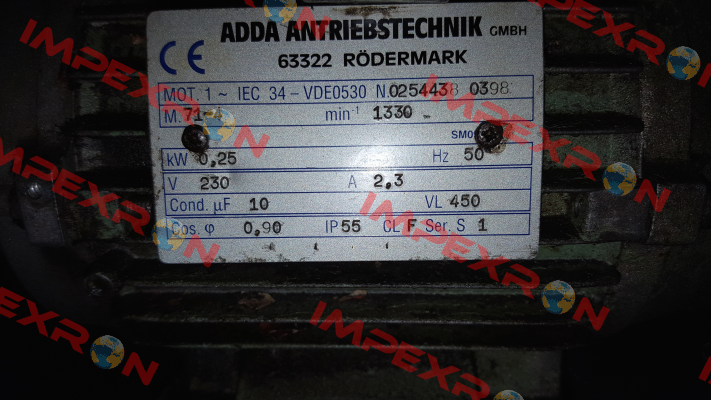 ADDA ANTRIEBSTECHNIK GMBH
CE 63322 RÖDERMARK
MOT. 1 ~ IEC 34 - VDE0530 N. 0254438 0398
M. 71-4 min⁻¹ 1330
kW 0,25 Hz 50
V 230 A 2,3
Cond. µF 10 VL 450
Cos. φ 0,90 IP 55 CL F Ser. S 1
IMPEXRON
IMPEXRON
IMPEXRON
IMPEXRON
IMPEXRON
IMPEXRON